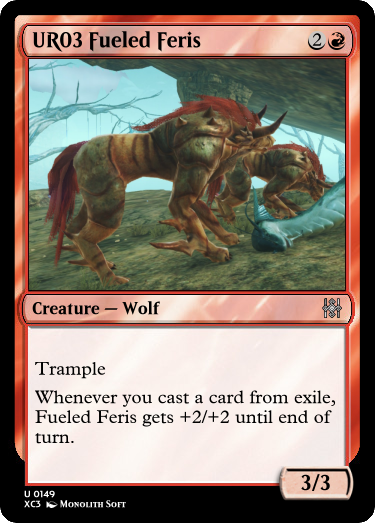 UR03 Fueled Feris 2
Creature — Wolf
Trample
Whenever you cast a card from exile,
Fueled Feris gets +2/+2 until end of
turn.
3/3
U 0149
XC3 Monolith Soft